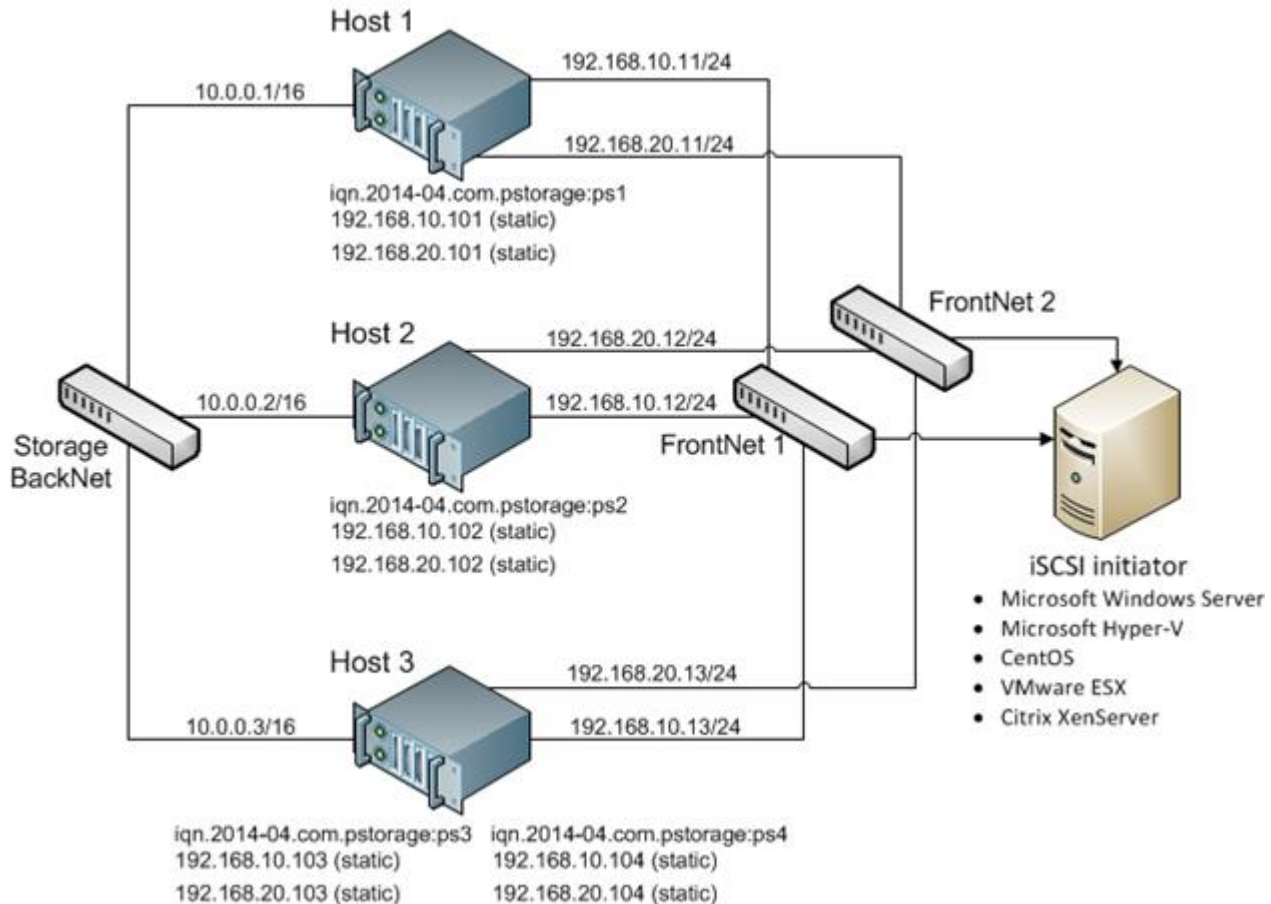 Host 1
192.168.10.11/24
10.0.0.1/16
192.168.20.11/24
iqn.2014-04.com.pstorage:ps1
192.168.10.101 (static)
192.168.20.101 (static)
FrontNet 2
Host 2
192.168.20.12/24
10.0.0.2/16
192.168.10.12/24
Storage
BackNet
FrontNet 1
iqn.2014-04.com.pstorage:ps2
192.168.10.102 (static)
192.168.20.102 (static)
iSCSI initiator
• Microsoft Windows Server
• Microsoft Hyper-V
• CentOS
• VMware ESX
• Citrix XenServer
Host 3
192.168.20.13/24
10.0.0.3/16
192.168.10.13/24
iqn.2014-04.com.pstorage:ps3
192.168.10.103 (static)
192.168.20.103 (static)
iqn.2014-04.com.pstorage:ps4
192.168.10.104 (static)
192.168.20.104 (static)